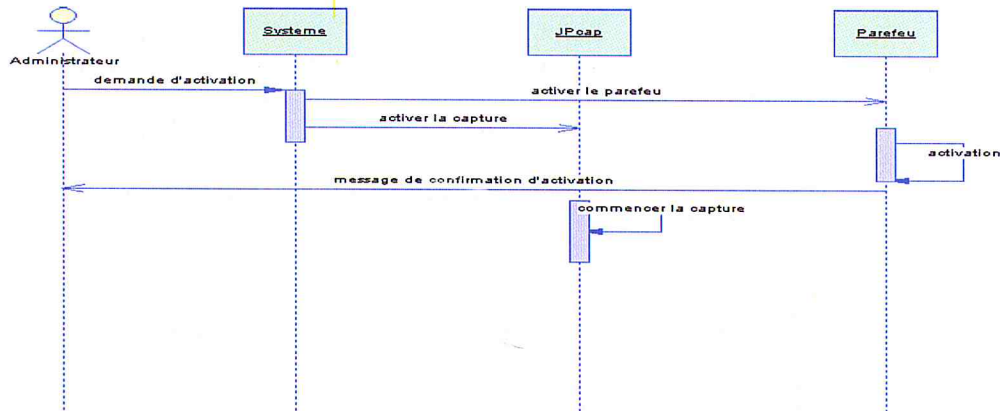 Systeme
JPcap
Parefeu
Administrateur
demande d'activation
activer le parefeu
activer la capture
activation
message de confirmation d'activation
commencer la capture